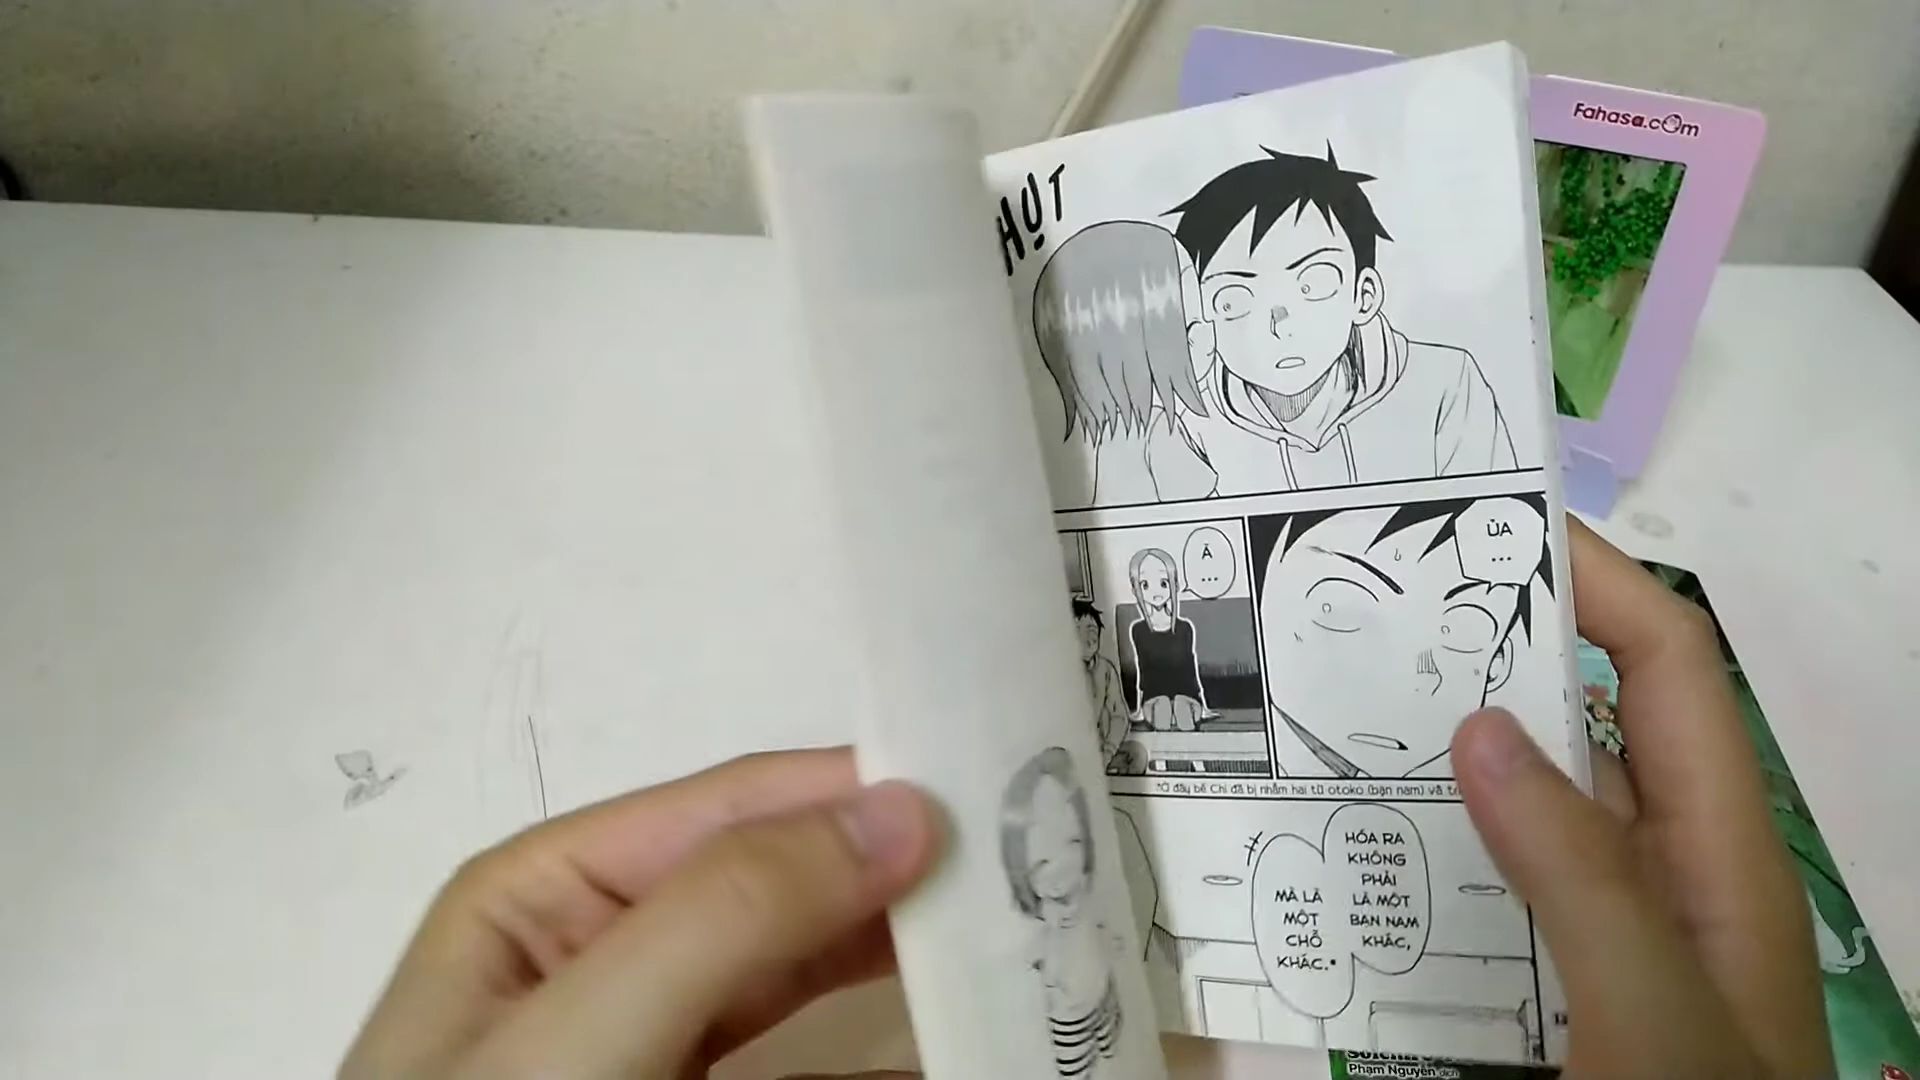 Fahasa.com
HỤT
ỦA
...
À
...
*Ở đây bé Chi đã bị nhầm hai từ otoko (bạn nam) và
HÓA RA
KHÔNG
PHẢI
LÀ MỘT
BẠN NAM
KHÁC,
MÀ LÀ
MỘT
CHỖ
KHÁC.*
Phạm Nguyên dịch